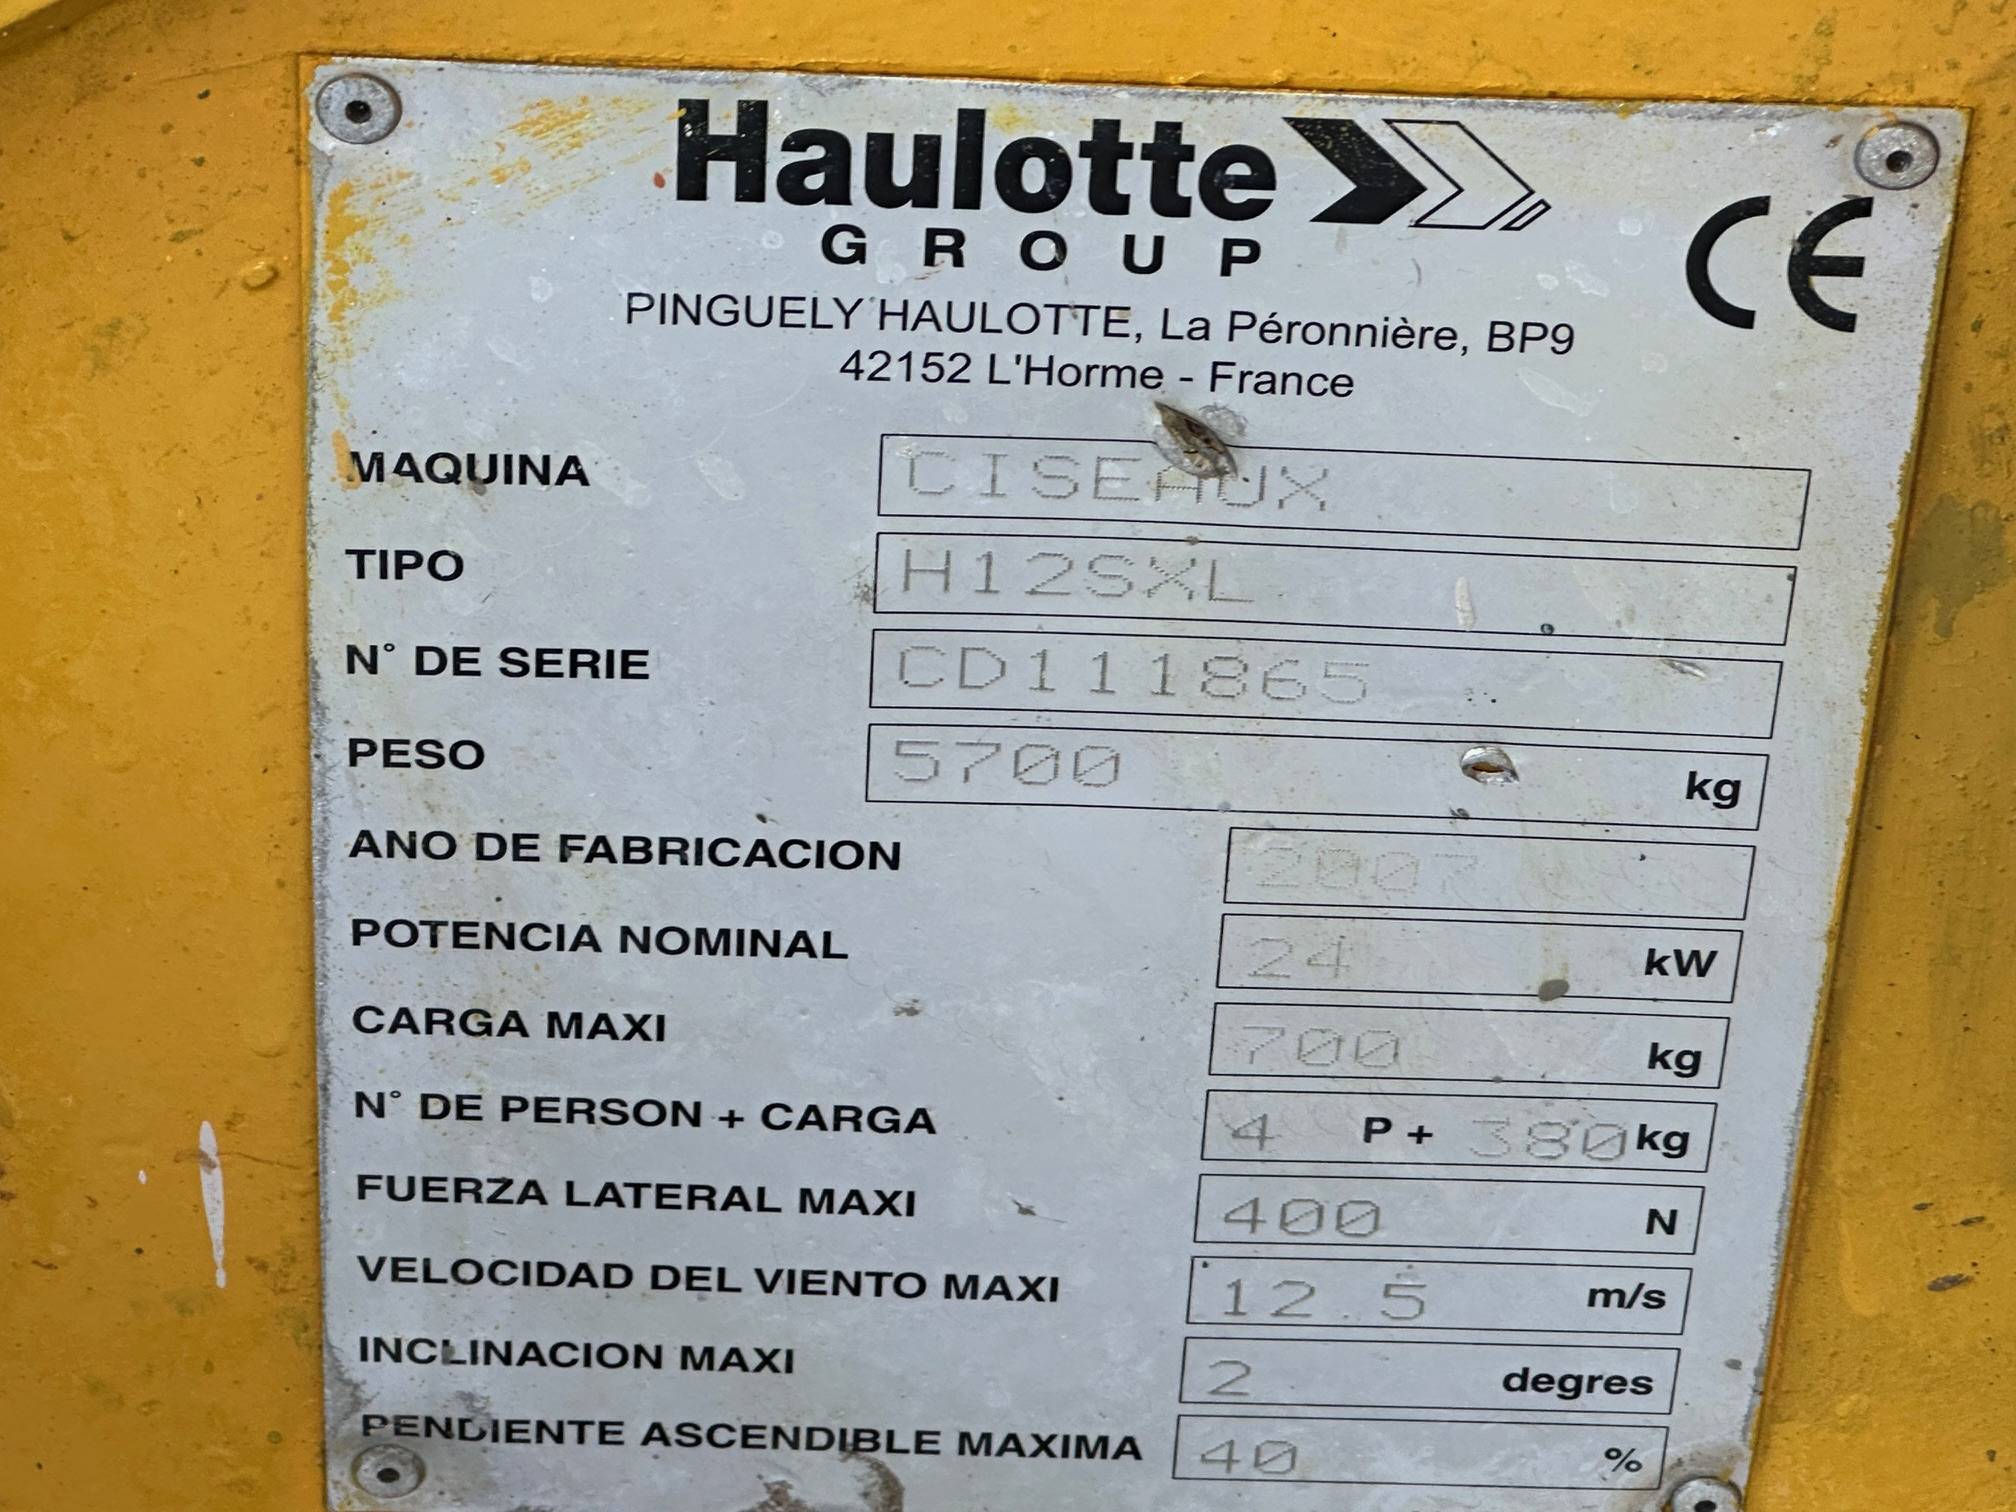 Haulotte
GROUP
CE
PINGUELY HAULOTTE, La Péronnière, BP9
42152 L'Horme - France
MAQUINA CISEAUX
TIPO H12SXL
N° DE SERIE CD111865
PESO 5700 kg
ANO DE FABRICACION 2007
POTENCIA NOMINAL 24 kW
CARGA MAXI 700 kg
N° DE PERSON + CARGA 4 P + 380 kg
FUERZA LATERAL MAXI 400 N
VELOCIDAD DEL VIENTO MAXI 12.5 m/s
INCLINACION MAXI 2 degres
PENDIENTE ASCENDIBLE MAXIMA 40 %